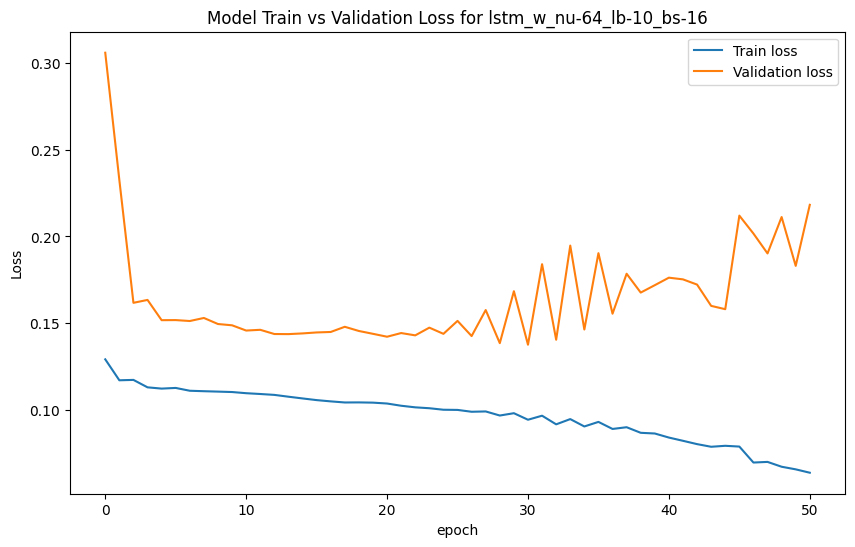 Model Train vs Validation Loss for lstm_w_nu-64_lb-10_bs-16
Train loss
Validation loss
0.30
0.25
0.20
0.15
0.10
Loss
0 10 20 30 40 50
epoch